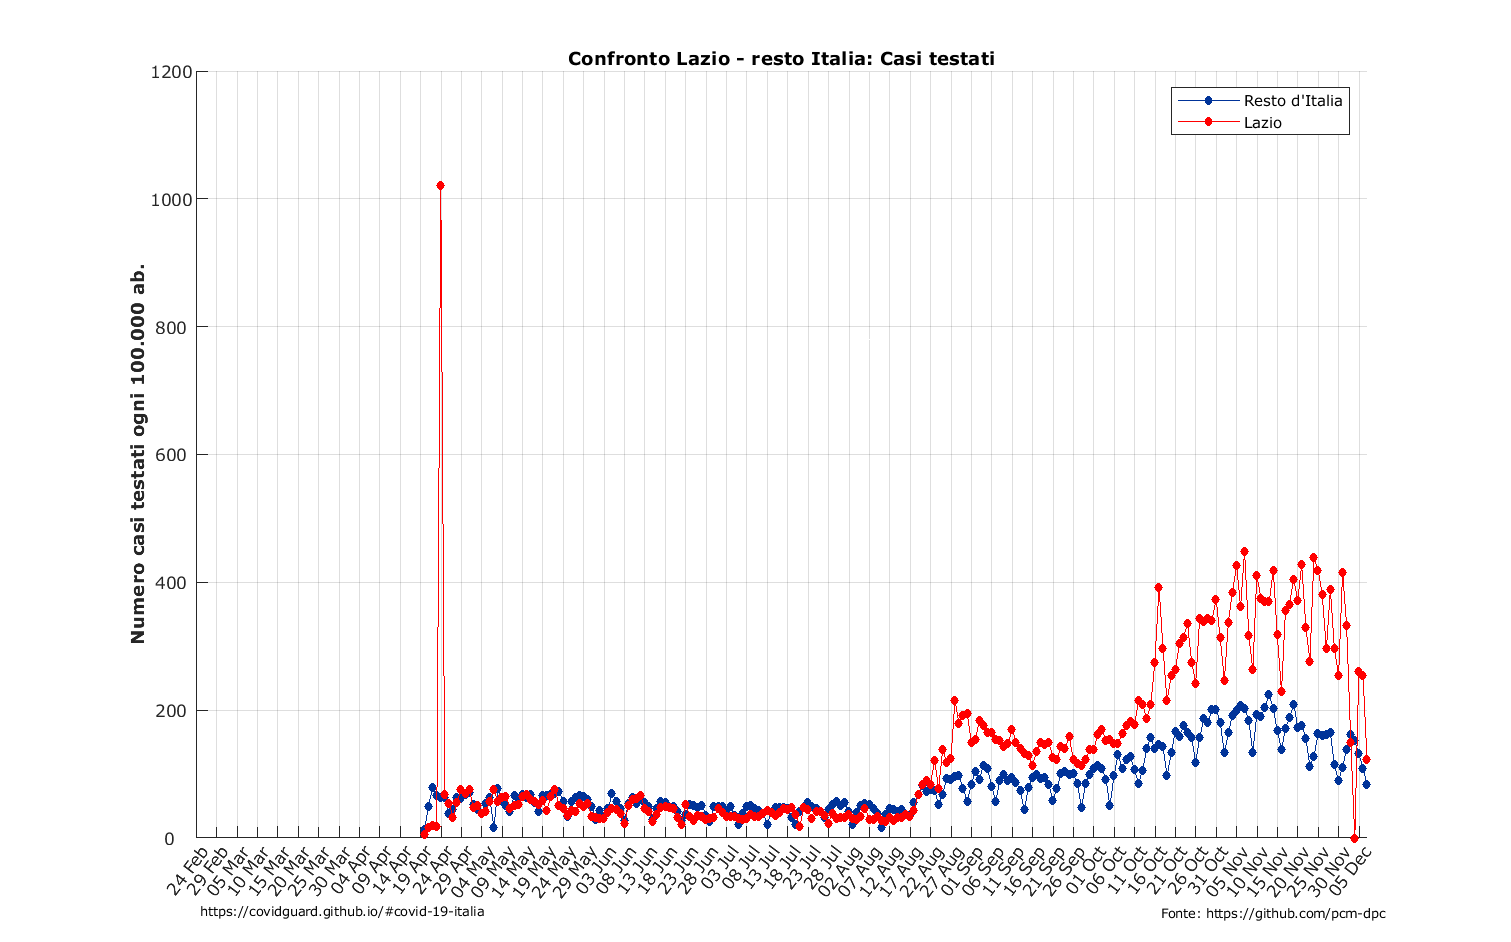 Confronto Lazio - resto Italia: Casi testati
Numero casi testati ogni 100.000 ab.
1200
1000
800
600
400
200
0
Resto d'Italia
Lazio
24 Feb
29 Feb
05 Mar
10 Mar
15 Mar
20 Mar
25 Mar
30 Mar
04 Apr
09 Apr
14 Apr
19 Apr
24 Apr
29 Apr
04 May
09 May
14 May
19 May
24 May
29 May
03 Jun
08 Jun
13 Jun
18 Jun
23 Jun
28 Jun
03 Jul
08 Jul
13 Jul
18 Jul
23 Jul
28 Jul
02 Aug
07 Aug
12 Aug
17 Aug
22 Aug
27 Aug
01 Sep
06 Sep
11 Sep
16 Sep
21 Sep
26 Sep
01 Oct
06 Oct
11 Oct
16 Oct
21 Oct
26 Oct
31 Oct
05 Nov
10 Nov
15 Nov
20 Nov
25 Nov
30 Nov
05 Dec
https://covidguard.github.io/#covid-19-italia
Fonte: https://github.com/pcm-dpc